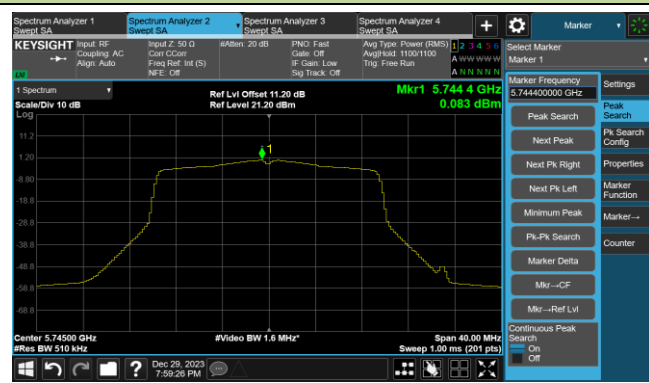 Spectrum Analyzer 1
Swept SA
Spectrum Analyzer 2
Swept SA
Spectrum Analyzer 3
Swept SA
Spectrum Analyzer 4
Swept SA
+
Marker
KEYSIGHT
LV
Input: RF
Coupling: AC
Align: Auto
Input Z: 50 Ω
Corr CCorr
Freq Ref: Int (S)
NFE: Off
#Atten: 20 dB
PNO: Fast
Gate: Off
IF Gain: Low
Sig Track: Off
Avg Type: Power (RMS)
Avg|Hold: 1100/1100
Trig: Free Run
1 2 3 4 5 6
A W W W W W
A N N N N N
Select Marker
Marker 1
1 Spectrum
Scale/Div 10 dB
Log
Ref Lvl Offset 11.20 dB
Ref Level 21.20 dBm
Mkr1 5.744 4 GHz
0.083 dBm
11.2
1.20
-8.80
-18.8
-28.8
-38.8
-48.8
-58.8
-68.8
1
Center 5.74500 GHz
#Res BW 510 kHz
#Video BW 1.6 MHz*
Span 40.00 MHz
Sweep 1.00 ms (201 pts)
Marker Frequency
5.744400000 GHz
Peak Search
Next Peak
Next Pk Right
Next Pk Left
Minimum Peak
Pk-Pk Search
Marker Delta
Mkr→CF
Mkr→Ref Lvl
Continuous Peak
Search
On
Off
Settings
Peak
Search
Pk Search
Config
Properties
Marker
Function
Marker→
Counter
?
Dec 29, 2023
7:59:26 PM